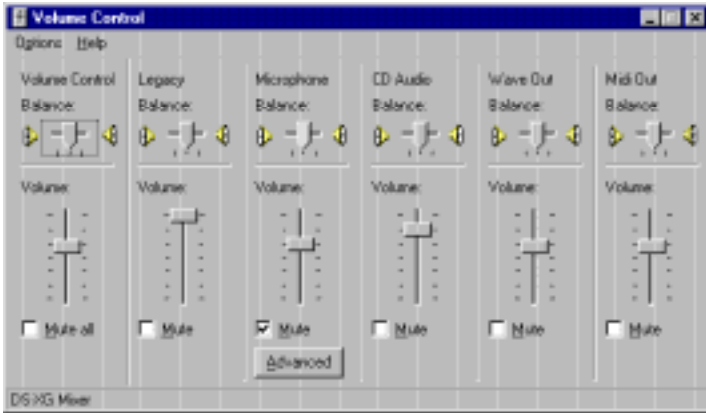 Volume Control
Options Help
Volume Control Legacy Microphone CD Audio Wave Out Midi Out
Balance: Balance: Balance: Balance: Balance: Balance:
Volume: Volume: Volume: Volume: Volume: Volume:
Mute all Mute Mute Mute Mute Mute
Advanced
DS-XG Mixer